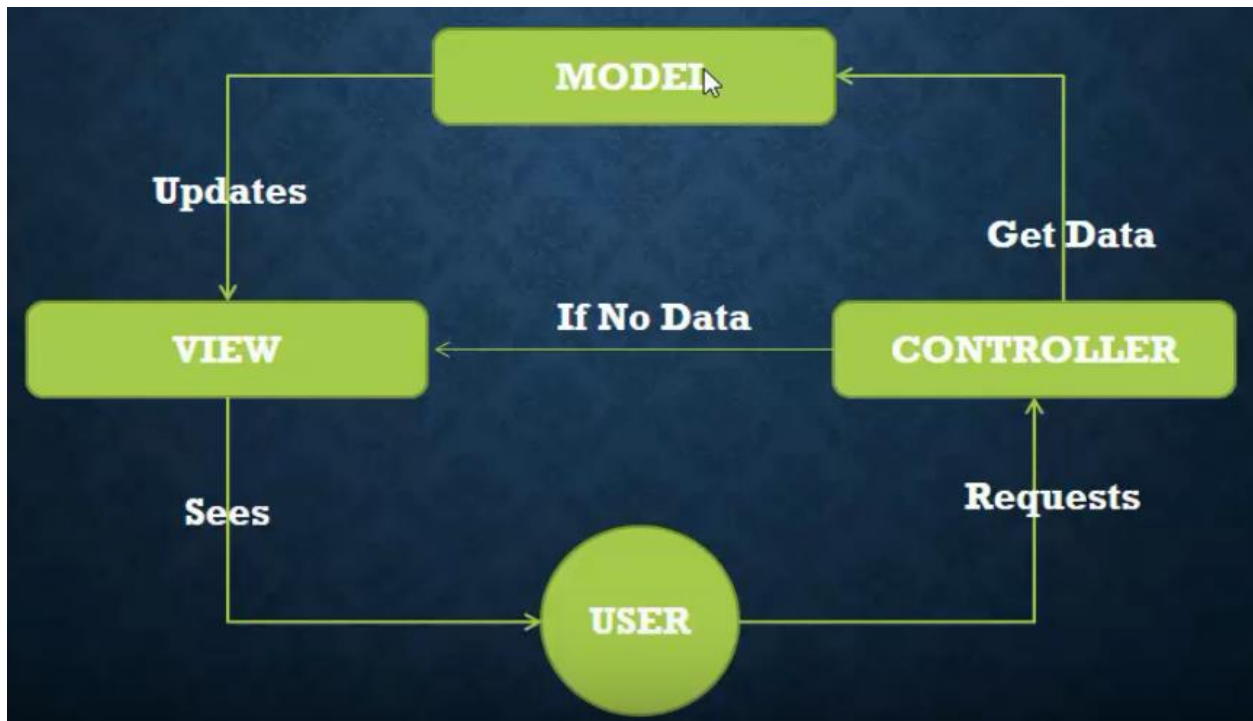 MODEL
Updates
Get Data
If No Data
VIEW
CONTROLLER
Sees
Requests
USER